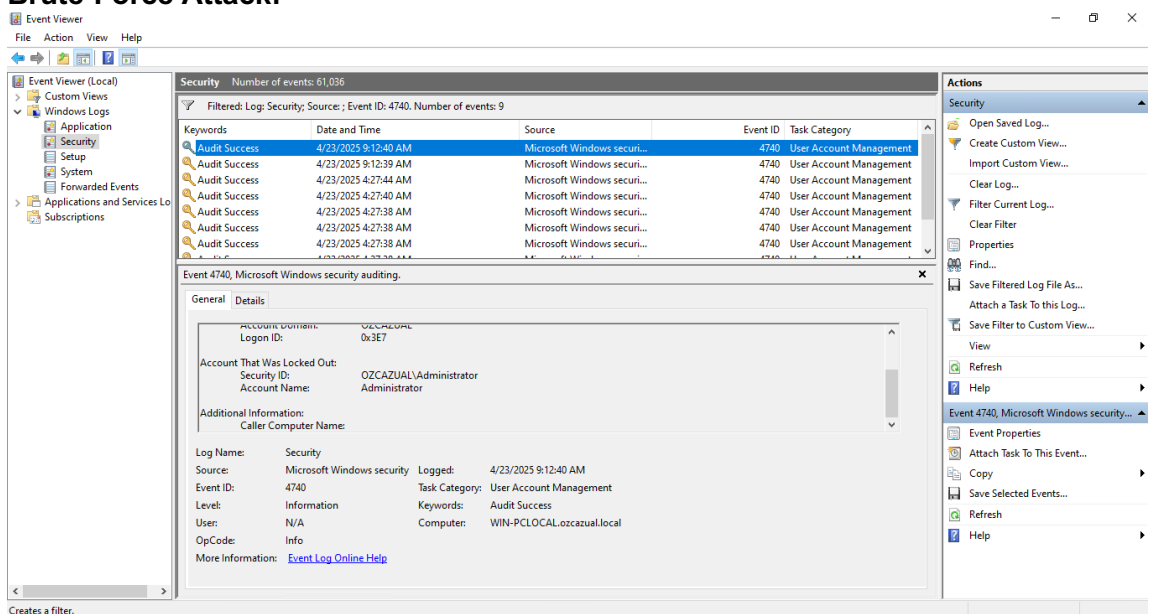 Brute Force Attack:
Event Viewer
File Action View Help
Event Viewer (Local)
Custom Views
Windows Logs
Application
Security
Setup
System
Forwarded Events
Applications and Services Lo
Subscriptions
Security Number of events: 61,036
Filtered: Log: Security; Source: ; Event ID: 4740. Number of events: 9
Keywords Date and Time Source Event ID Task Category
Audit Success 4/23/2025 9:12:40 AM Microsoft Windows securi... 4740 User Account Management
Audit Success 4/23/2025 9:12:39 AM Microsoft Windows securi... 4740 User Account Management
Audit Success 4/23/2025 4:27:44 AM Microsoft Windows securi... 4740 User Account Management
Audit Success 4/23/2025 4:27:40 AM Microsoft Windows securi... 4740 User Account Management
Audit Success 4/23/2025 4:27:38 AM Microsoft Windows securi... 4740 User Account Management
Audit Success 4/23/2025 4:27:38 AM Microsoft Windows securi... 4740 User Account Management
Audit Success 4/23/2025 4:27:38 AM Microsoft Windows securi... 4740 User Account Management
Event 4740, Microsoft Windows security auditing.
General Details
Account Domain: OZCAZUAL
Logon ID: 0x3E7
Account That Was Locked Out:
Security ID: OZCAZUAL\Administrator
Account Name: Administrator
Additional Information:
Caller Computer Name:
Log Name: Security
Source: Microsoft Windows security Logged: 4/23/2025 9:12:40 AM
Event ID: 4740 Task Category: User Account Management
Level: Information Keywords: Audit Success
User: N/A Computer: WIN-PCLOCAL.ozcazual.local
OpCode: Info
More Information: Event Log Online Help
Actions
Security
Open Saved Log...
Create Custom View...
Import Custom View...
Clear Log...
Filter Current Log...
Clear Filter
Properties
Find...
Save Filtered Log File As...
Attach a Task To this Log...
Save Filter to Custom View...
View
Refresh
Help
Event 4740, Microsoft Windows security...
Event Properties
Attach Task To This Event...
Copy
Save Selected Events...
Refresh
Help
Creates a filter.